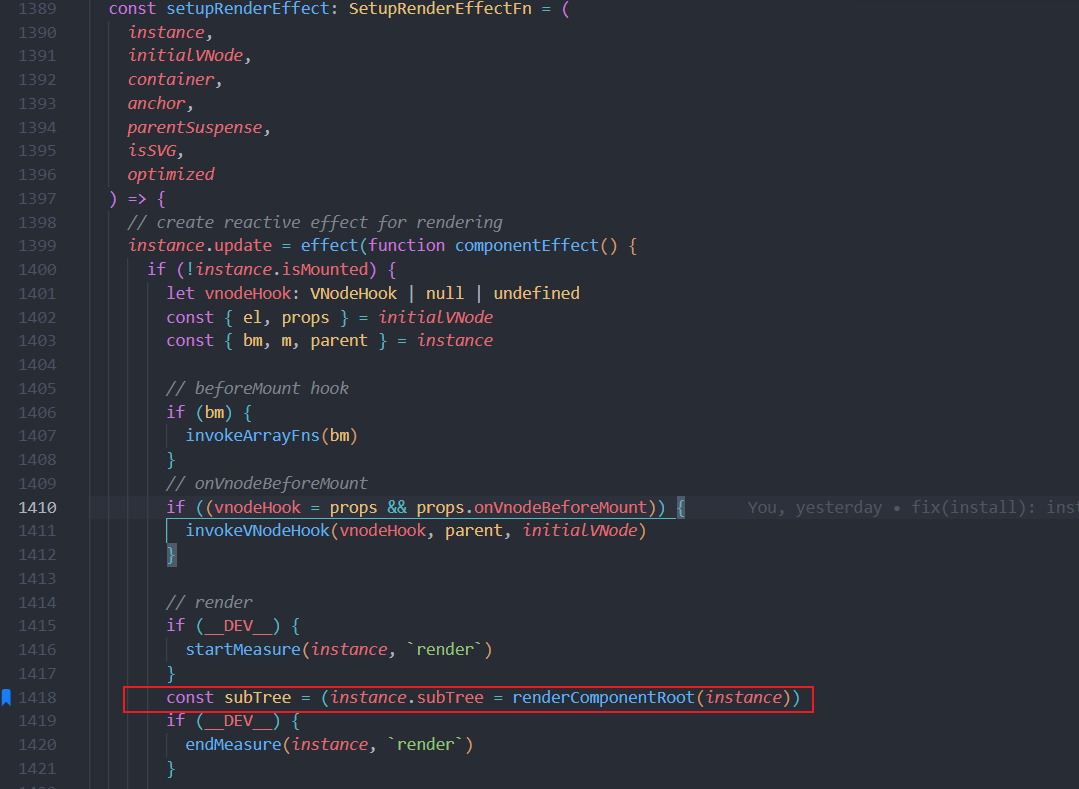 1389 const setupRenderEffect: SetupRenderEffectFn = (
1390 instance,
1391 initialVNode,
1392 container,
1393 anchor,
1394 parentSuspense,
1395 isSVG,
1396 optimized
1397 ) => {
1398 // create reactive effect for rendering
1399 instance.update = effect(function componentEffect() {
1400 if (!instance.isMounted) {
1401 let vnodeHook: VNodeHook | null | undefined
1402 const { el, props } = initialVNode
1403 const { bm, m, parent } = instance
1404
1405 // beforeMount hook
1406 if (bm) {
1407 invokeArrayFns(bm)
1408 }
1409 // onVnodeBeforeMount
1410 if ((vnodeHook = props && props.onVnodeBeforeMount)) { You, yesterday • fix(install): inst
1411 invokeVNodeHook(vnodeHook, parent, initialVNode)
1412 }
1413
1414 // render
1415 if (__DEV__) {
1416 startMeasure(instance, `render`)
1417 }
1418 const subTree = (instance.subTree = renderComponentRoot(instance))
1419 if (__DEV__) {
1420 endMeasure(instance, `render`)
1421 }